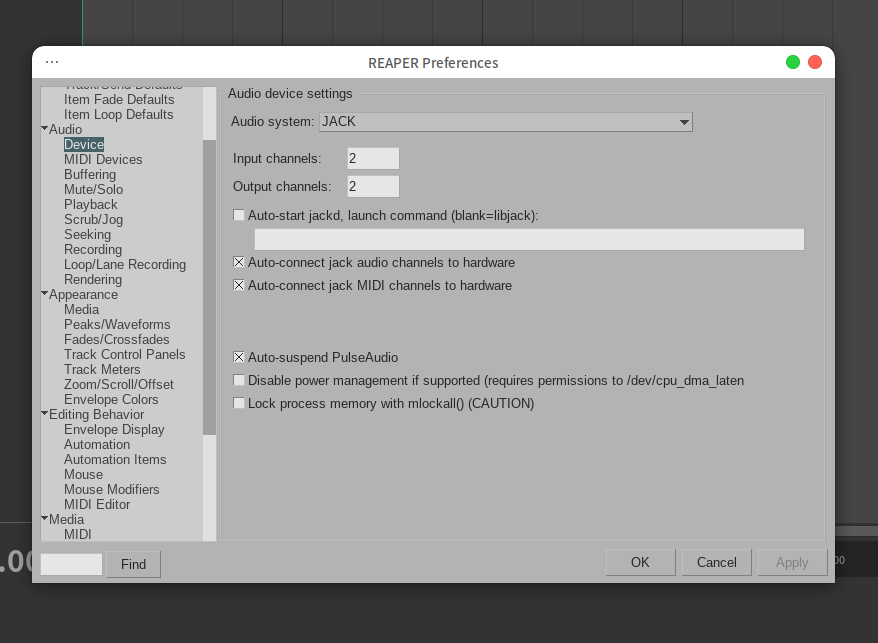 ...
REAPER Preferences
Track/Send Defaults
Item Fade Defaults
Item Loop Defaults
Audio
Device
MIDI Devices
Buffering
Mute/Solo
Playback
Scrub/Jog
Seeking
Recording
Loop/Lane Recording
Rendering
Appearance
Media
Peaks/Waveforms
Fades/Crossfades
Track Control Panels
Track Meters
Zoom/Scroll/Offset
Envelope Colors
Editing Behavior
Envelope Display
Automation
Automation Items
Mouse
Mouse Modifiers
MIDI Editor
Media
MIDI
Find
Audio device settings
Audio system: JACK
Input channels: 2
Output channels: 2
Auto-start jackd, launch command (blank=libjack):
Auto-connect jack audio channels to hardware
Auto-connect jack MIDI channels to hardware
Auto-suspend PulseAudio
Disable power management if supported (requires permissions to /dev/cpu_dma_laten
Lock process memory with mlockall() (CAUTION)
OK Cancel Apply
.00
00